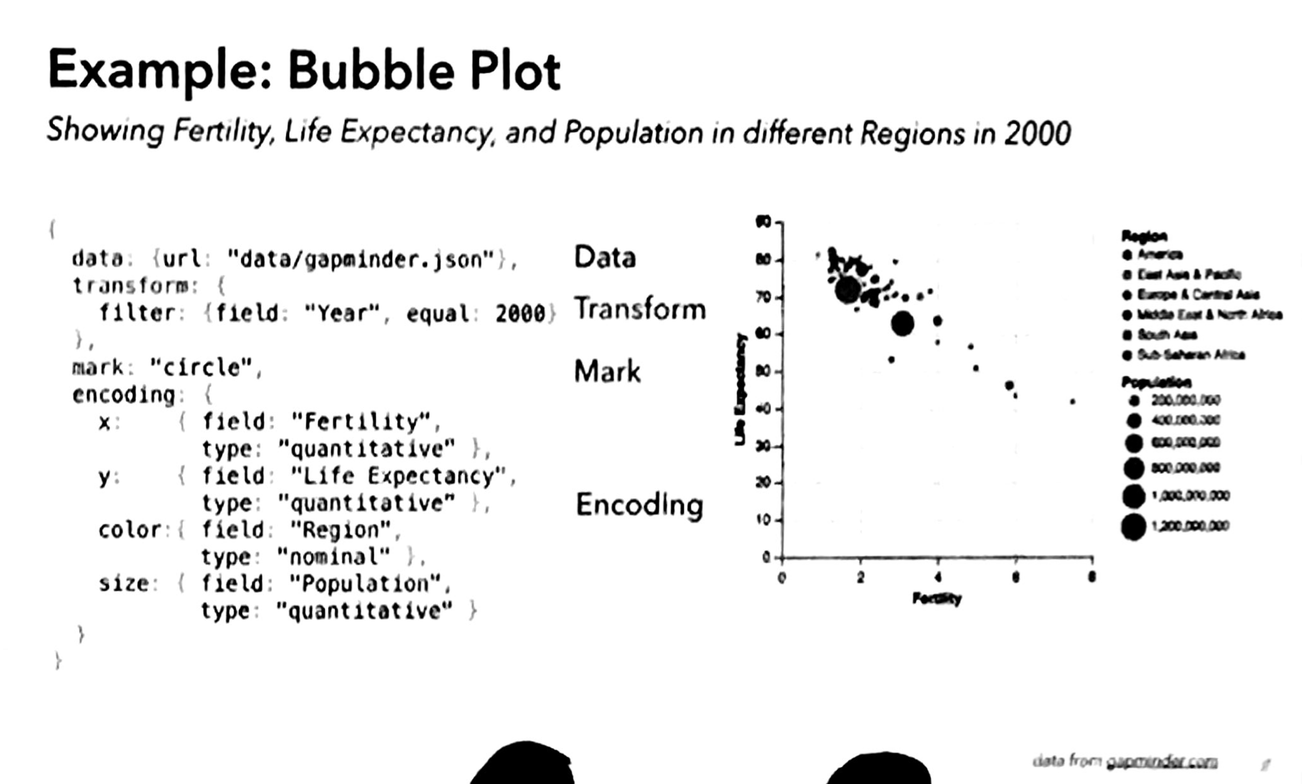 Example: Bubble Plot
Showing Fertility, Life Expectancy, and Population in different Regions in 2000
{
data: {url: "data/gapminder.json"},
transform: {
filter: {field: "Year", equal: 2000}
},
mark: "circle",
encoding: {
x: { field: "Fertility",
type: "quantitative" },
y: { field: "Life Expectancy",
type: "quantitative" },
color:{ field: "Region",
type: "nominal" },
size: { field: "Population",
type: "quantitative" }
}
}
Data
Transform
Mark
Encoding
Life Expectancy
90
80
70
60
50
40
30
20
10
0
0 2 4 6 8
Fertility
Region
America
East Asia & Pacific
Europe & Central Asia
Middle East & North Africa
South Asia
Sub-Saharan Africa
Population
200,000,000
400,000,000
600,000,000
800,000,000
1,000,000,000
1,200,000,000
data from gapminder.com